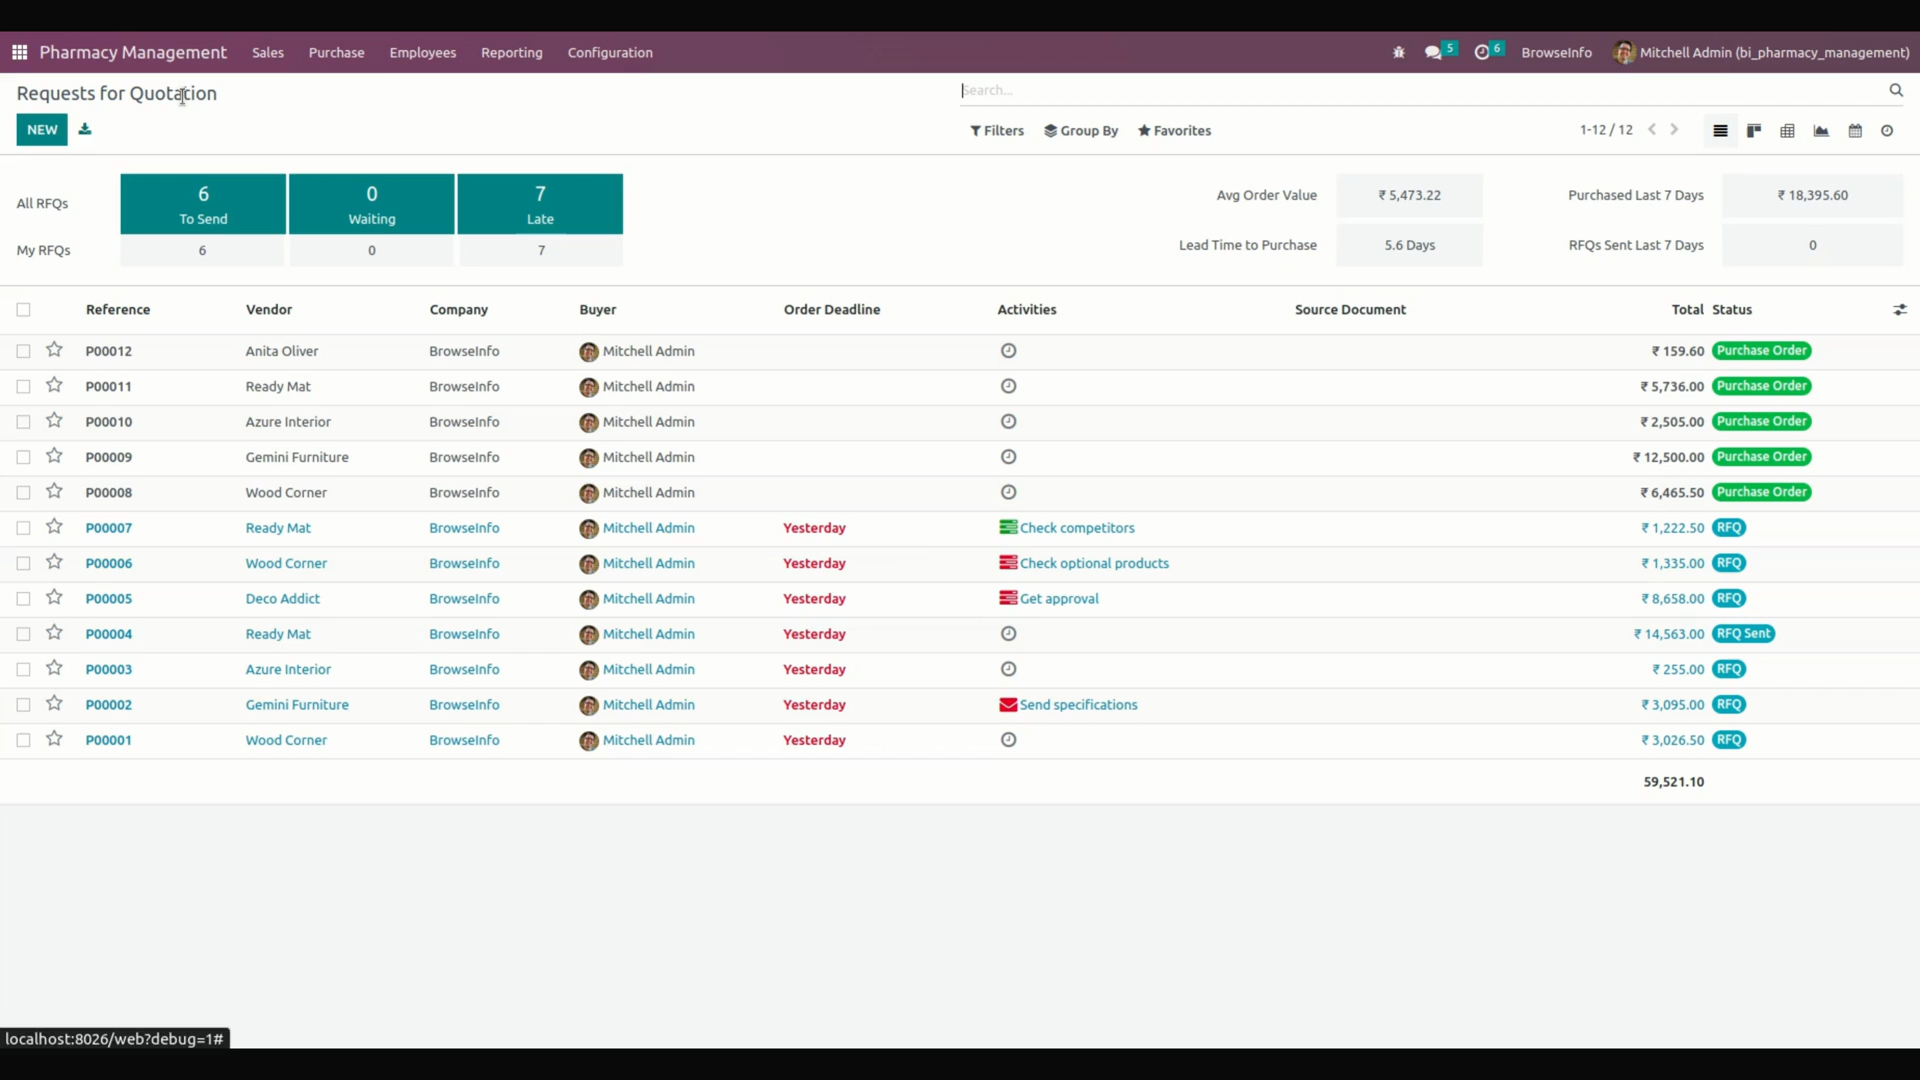 Pharmacy Management Sales Purchase Employees Reporting Configuration 5 6 BrowseInfo Mitchell Admin (bi_pharmacy_management)
Requests for Quotation Search...
NEW Filters Group By Favorites 1-12 / 12
All RFQs 6 To Send 0 Waiting 7 Late Avg Order Value ₹ 5,473.22 Purchased Last 7 Days ₹ 18,395.60
My RFQs 6 0 7 Lead Time to Purchase 5.6 Days RFQs Sent Last 7 Days 0
Reference Vendor Company Buyer Order Deadline Activities Source Document Total Status
P00012 Anita Oliver BrowseInfo Mitchell Admin ₹ 159.60 Purchase Order
P00011 Ready Mat BrowseInfo Mitchell Admin ₹ 5,736.00 Purchase Order
P00010 Azure Interior BrowseInfo Mitchell Admin ₹ 2,505.00 Purchase Order
P00009 Gemini Furniture BrowseInfo Mitchell Admin ₹ 12,500.00 Purchase Order
P00008 Wood Corner BrowseInfo Mitchell Admin ₹ 6,465.50 Purchase Order
P00007 Ready Mat BrowseInfo Mitchell Admin Yesterday Check competitors ₹ 1,222.50 RFQ
P00006 Wood Corner BrowseInfo Mitchell Admin Yesterday Check optional products ₹ 1,335.00 RFQ
P00005 Deco Addict BrowseInfo Mitchell Admin Yesterday Get approval ₹ 8,658.00 RFQ
P00004 Ready Mat BrowseInfo Mitchell Admin Yesterday ₹ 14,563.00 RFQ Sent
P00003 Azure Interior BrowseInfo Mitchell Admin Yesterday ₹ 255.00 RFQ
P00002 Gemini Furniture BrowseInfo Mitchell Admin Yesterday Send specifications ₹ 3,095.00 RFQ
P00001 Wood Corner BrowseInfo Mitchell Admin Yesterday ₹ 3,026.50 RFQ
59,521.10
localhost:8026/web?debug=1#